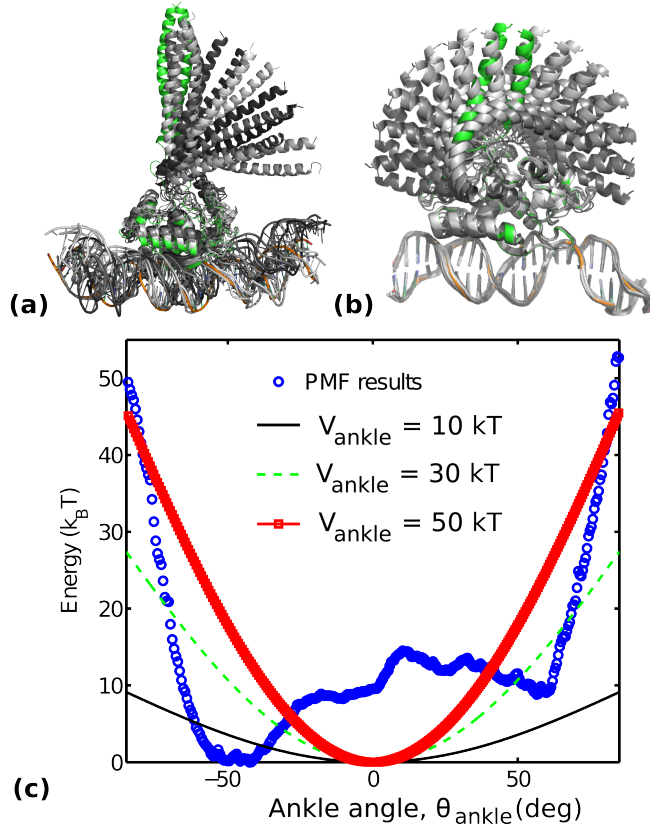 (a)
(b)
50
40
30
20
10
0
Energy (k_BT)
PMF results
V_ankle = 10 kT
V_ankle = 30 kT
V_ankle = 50 kT
−50
0
50
(c)
Ankle angle, θ_ankle (deg)